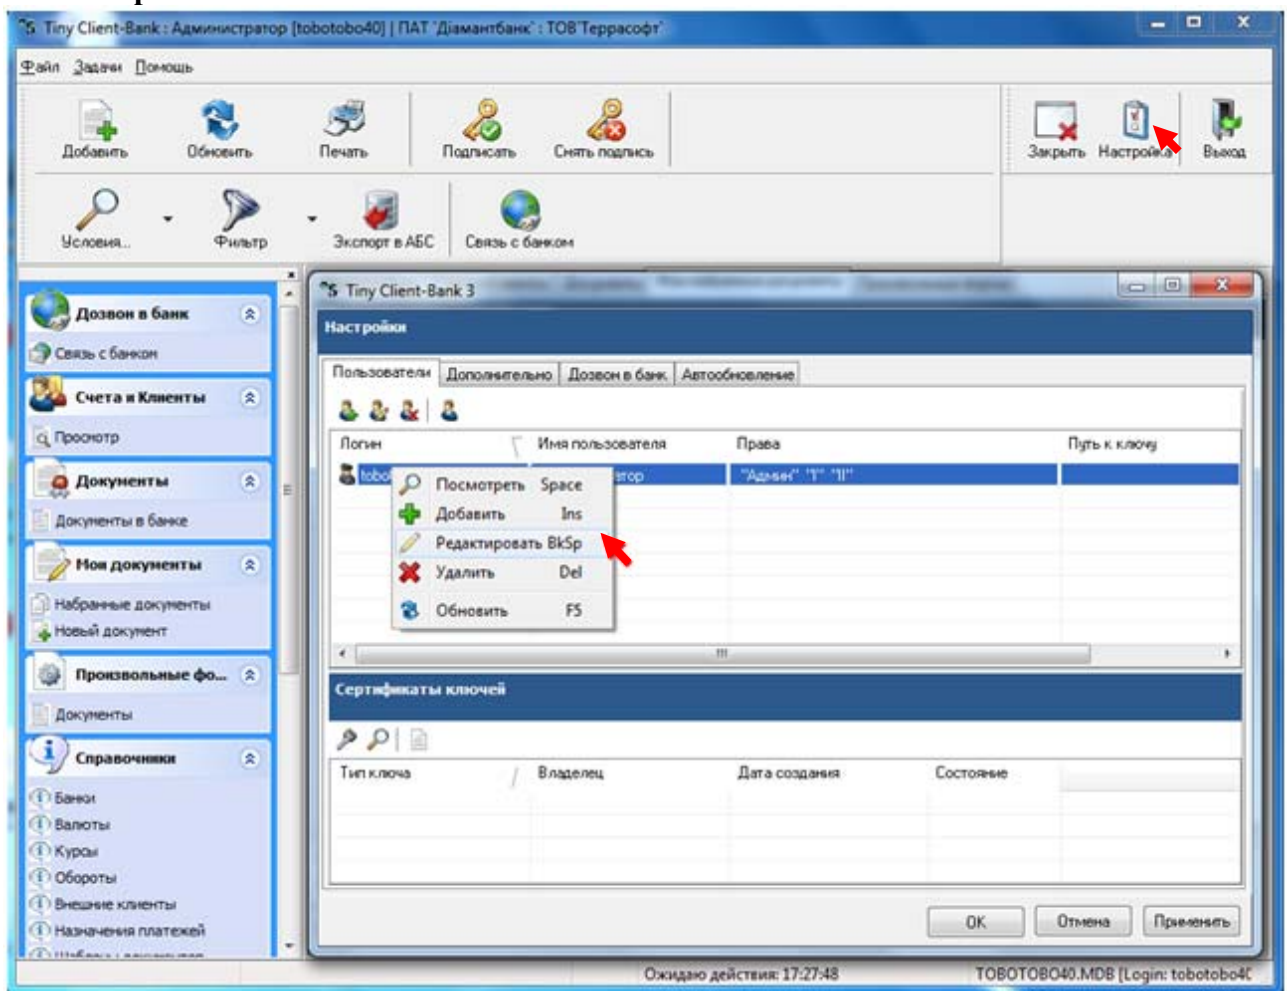 Tiny Client-Bank : Администратор [tobotobo40] | ПАТ `Діамантбанк` : ТОВ`Террасофт`
Файл Задачи Помощь
Добавить Обновить Печать Подписать Снять подпись Закрыть Настройка Выход
Условия... Фильтр Экспорт в АБС Связь с банком
Дозвон в банк
Связь с банком
Счета и Клиенты
Просмотр
Документы
Документы в банке
Мои документы
Набранные документы
Новый документ
Произвольные фо...
Документы
Справочники
Банки
Валюты
Курсы
Обороты
Внешние клиенты
Назначения платежей
Tiny Client-Bank 3
Настройки
Пользователи Дополнительно Дозвон в банк Автообновление
Логин Имя пользователя Права Путь к ключу
"Админ" "I" "II"
Посмотреть Space
Добавить Ins
Редактировать BkSp
Удалить Del
Обновить F5
Сертификаты ключей
Тип ключа Владелец Дата создания Состояние
OK Отмена Применить
Ожидаю действия: 17:27:48 TOBOTOBO40.MDB [Login: tobotobo4